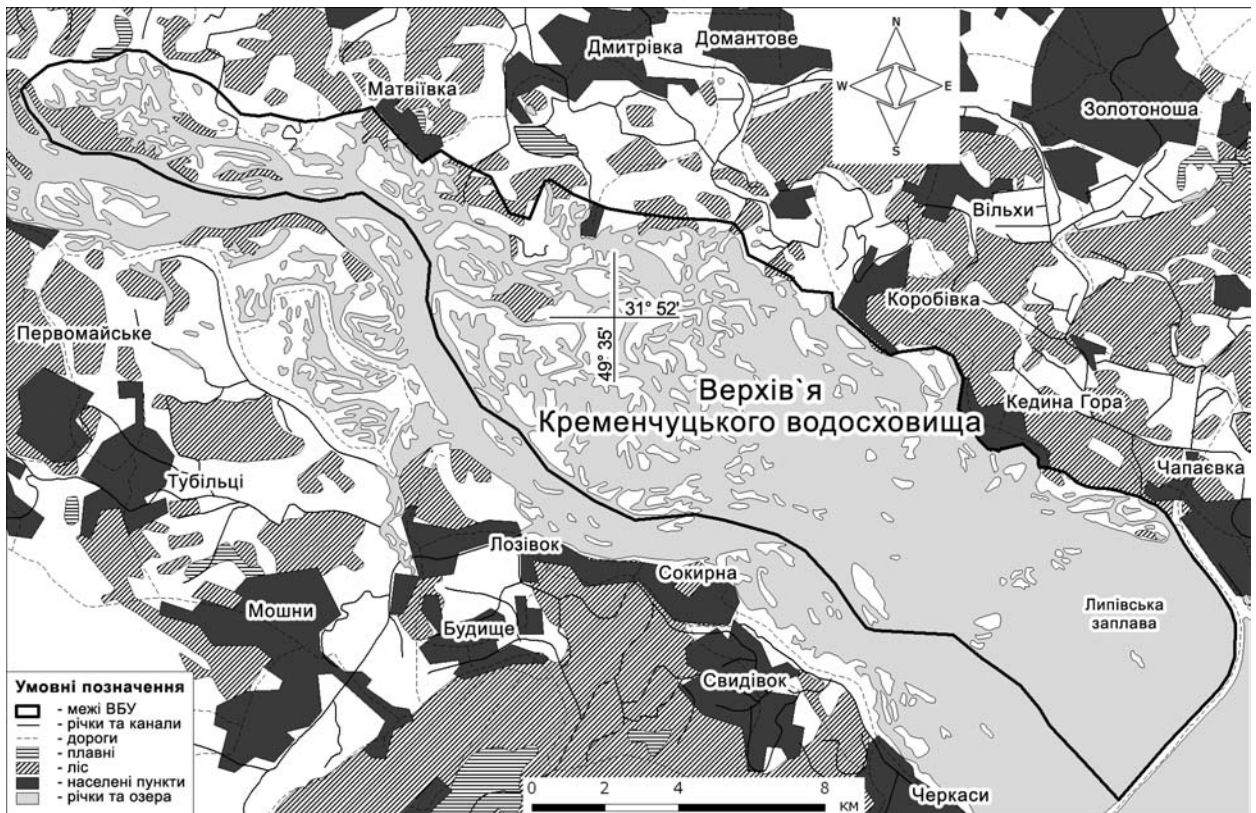 Дмитрівка
Домантове
N
W
E
S
Матвіївка
Золотоноша
Вільхи
Коробівка
31° 52'
49° 35'
Первомайське
Верхів`я
Кременчуцького водосховища
Кедина Гора
Чапаєвка
Тубільці
Лозівок
Сокирна
Мошни
Будище
Липівська
заплава
Свидівок
Черкаси
Умовні позначення
- межі ВБУ
- річки та канали
- дороги
- плавні
- ліс
- населені пункти
- річки та озера
0 2 4 8
км